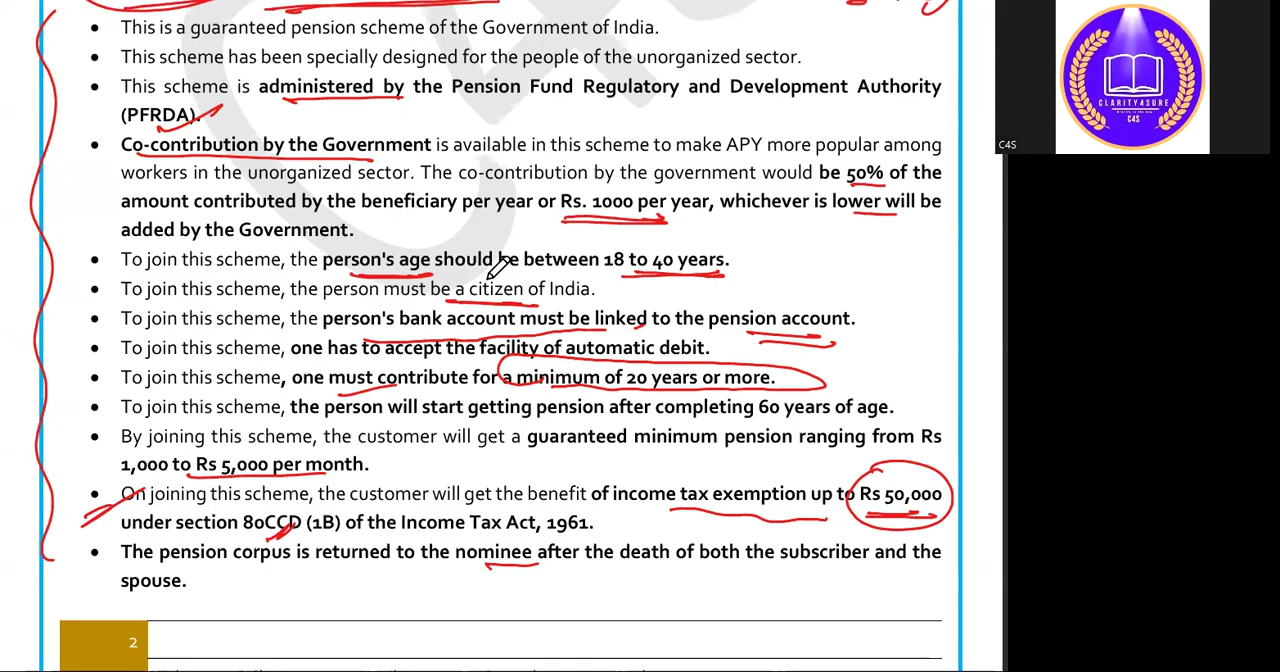 This is a guaranteed pension scheme of the Government of India.
This scheme has been specially designed for the people of the unorganized sector.
This scheme is administered by the Pension Fund Regulatory and Development Authority
(PFRDA).
Co-contribution by the Government is available in this scheme to make APY more popular among
workers in the unorganized sector. The co-contribution by the government would be 50% of the
amount contributed by the beneficiary per year or Rs. 1000 per year, whichever is lower will be
added by the Government.
To join this scheme, the person's age should be between 18 to 40 years.
To join this scheme, the person must be a citizen of India.
To join this scheme, the person's bank account must be linked to the pension account.
To join this scheme, one has to accept the facility of automatic debit.
To join this scheme, one must contribute for a minimum of 20 years or more.
To join this scheme, the person will start getting pension after completing 60 years of age.
By joining this scheme, the customer will get a guaranteed minimum pension ranging from Rs
1,000 to Rs 5,000 per month.
On joining this scheme, the customer will get the benefit of income tax exemption up to Rs 50,000
under section 80CCD (1B) of the Income Tax Act, 1961.
The pension corpus is returned to the nominee after the death of both the subscriber and the
spouse.
2
CLARITY4SURE
C4S
C4S